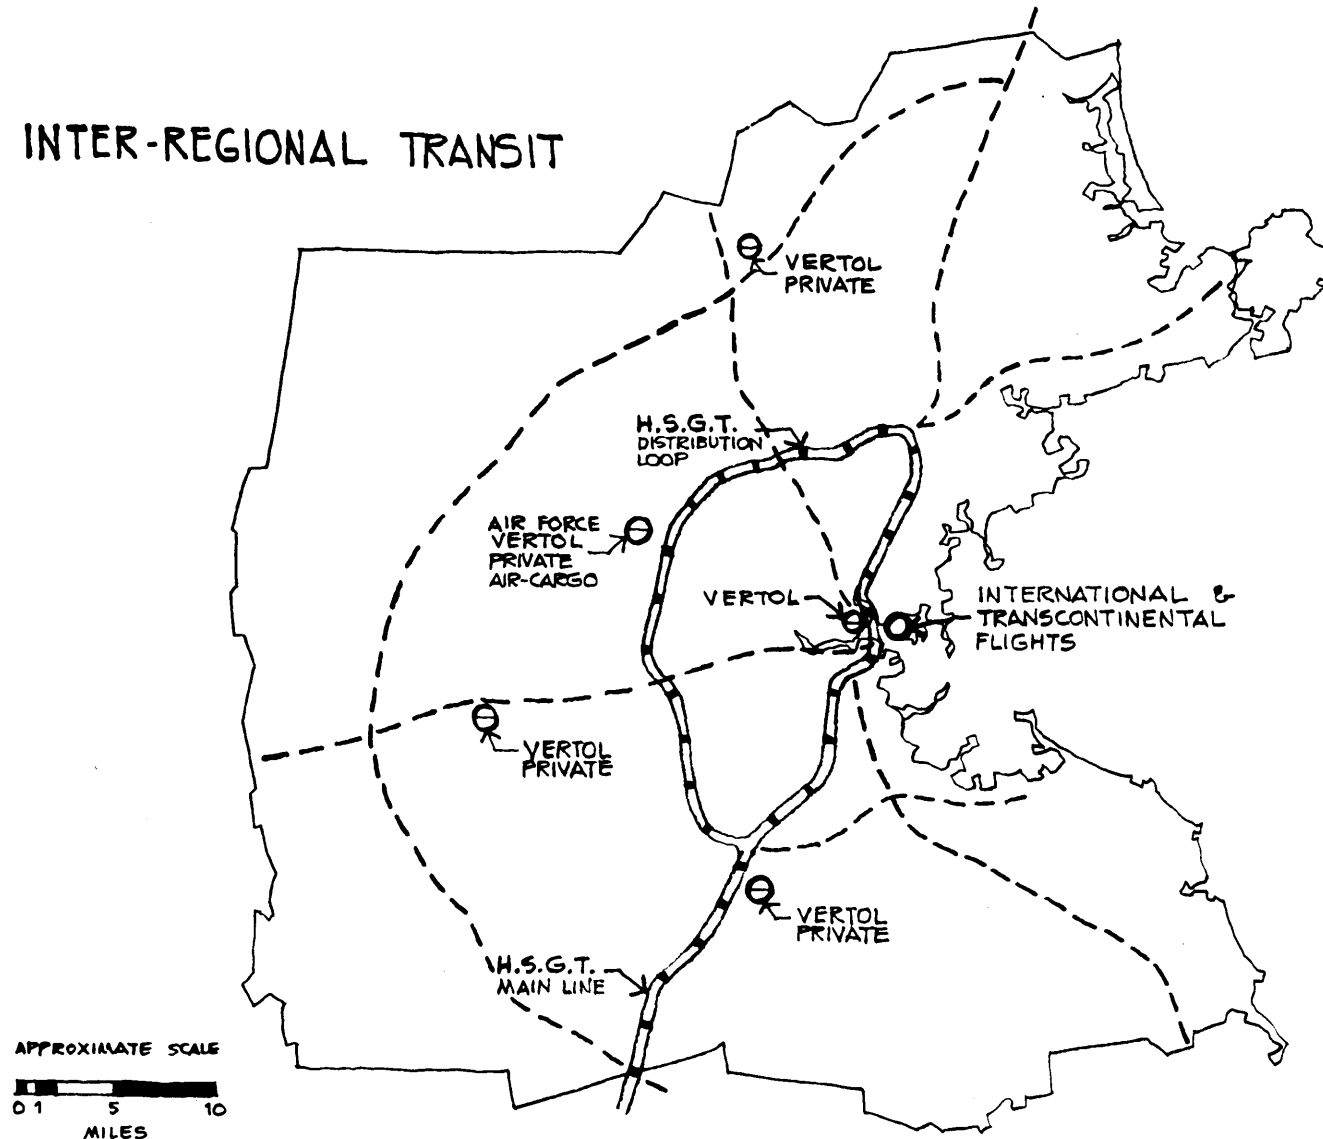 INTER-REGIONAL TRANSIT
VERTOL
PRIVATE
H.S.G.T.
DISTRIBUTION
LOOP
AIR FORCE
VERTOL
PRIVATE
AIR-CARGO
VERTOL
INTERNATIONAL &
TRANSCONTINENTAL
FLIGHTS
VERTOL
PRIVATE
VERTOL
PRIVATE
H.S.G.T.
MAIN LINE
APPROXIMATE SCALE
0 1 5 10
MILES